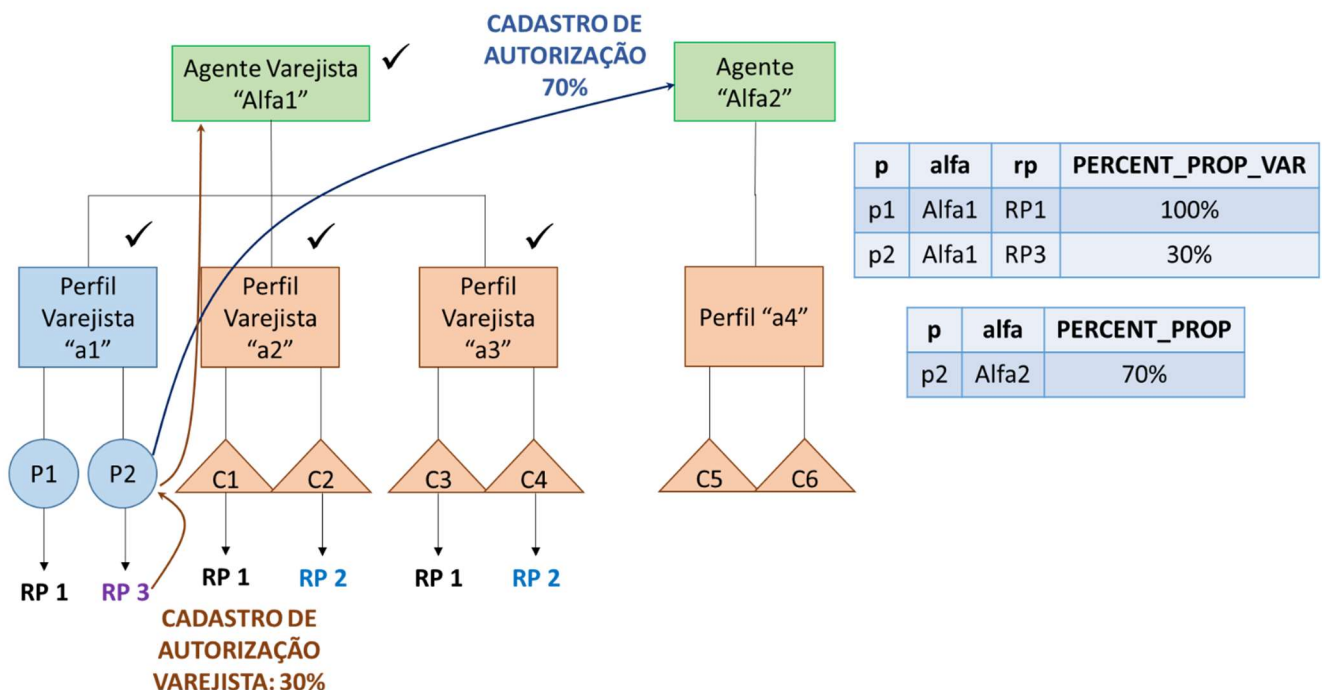 CADASTRO DE
AUTORIZAÇÃO
70%
Agente Varejista
“Alfa1”
Agente
“Alfa2”
Perfil
Varejista
“a1”
Perfil
Varejista
“a2”
Perfil
Varejista
“a3”
Perfil “a4”
P1
P2
C1
C2
C3
C4
C5
C6
RP 1
RP 3
RP 1
RP 2
RP 1
RP 2
CADASTRO DE
AUTORIZAÇÃO
VAREJISTA: 30%
p alfa rp PERCENT_PROP_VAR
p1 Alfa1 RP1 100%
p2 Alfa1 RP3 30%
p alfa PERCENT_PROP
p2 Alfa2 70%